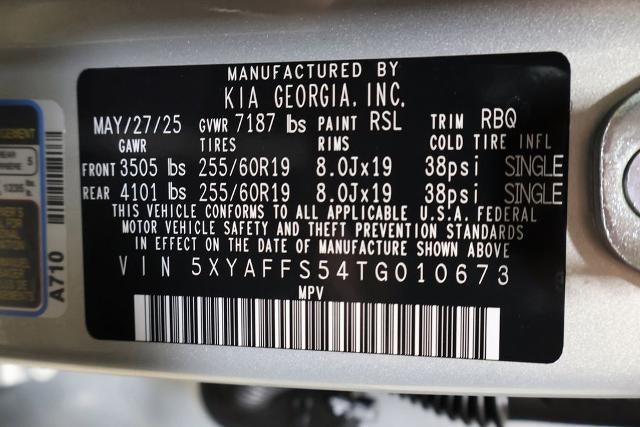 MANUFACTURED BY
KIA GEORGIA, INC.
MAY/27/25 GVWR 7187 lbs PAINT RSL TRIM RBQ
GAWR TIRES RIMS COLD TIRE INFL
FRONT 3505 lbs 255/60R19 8.0Jx19 38psi SINGLE
REAR 4101 lbs 255/60R19 8.0Jx19 38psi SINGLE
THIS VEHICLE CONFORMS TO ALL APPLICABLE U.S.A. FEDERAL
MOTOR VEHICLE SAFETY AND THEFT PREVENTION STANDARDS
IN EFFECT ON THE DATE OF MANUFACTURE SHOWN ABOVE
VIN 5XYAFFS54TG010673
MPV
A710